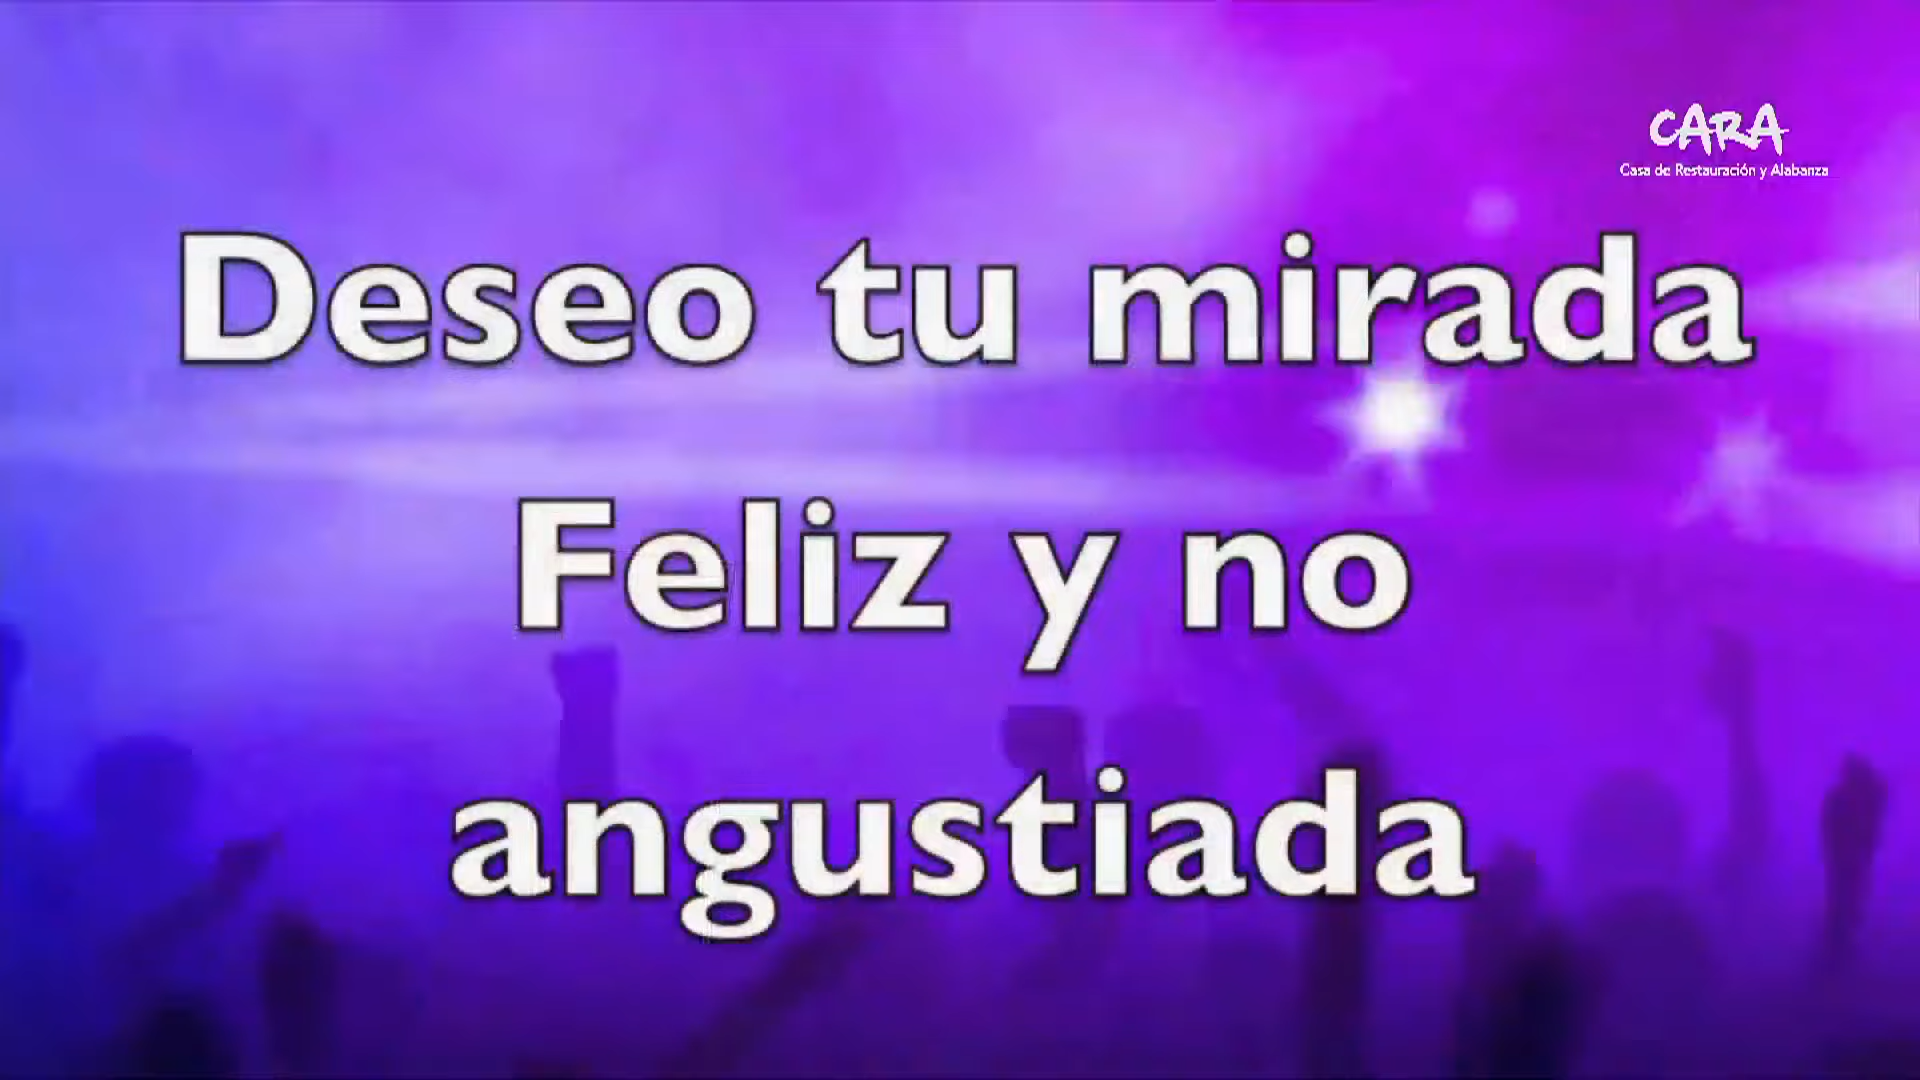 CARA
Casa de Restauración y Alabanza
Deseo tu mirada
Feliz y no
angustiada